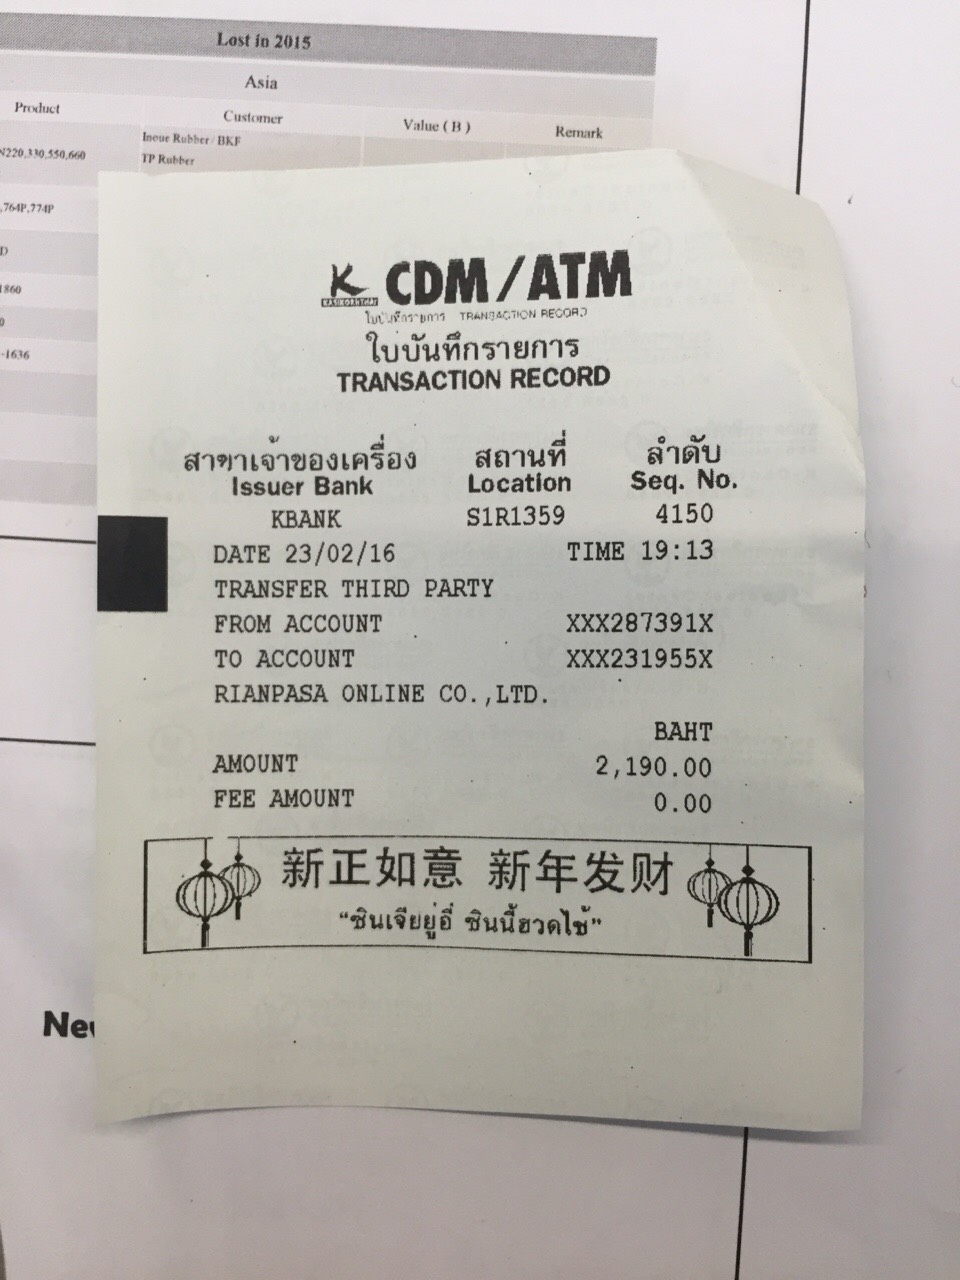 Lost in 2015
Asia
Product Customer Value ( B ) Remark
N220,330,550,660 Inoue Rubber / BKF
TP Rubber
,764P,774P
D
1860
0
-1636
K CDM/ATM
KASIKORNTHAI
ใบบันทึกรายการ TRANSACTION RECORD
ใบบันทึกรายการ
TRANSACTION RECORD
สาขาเจ้าของเครื่อง สถานที่ ลำดับ
Issuer Bank Location Seq. No.
KBANK S1R1359 4150
DATE 23/02/16 TIME 19:13
TRANSFER THIRD PARTY
FROM ACCOUNT XXX287391X
TO ACCOUNT XXX231955X
RIANPASA ONLINE CO.,LTD.
BAHT
AMOUNT 2,190.00
FEE AMOUNT 0.00
新正如意 新年发财
“ซินเจียยู่อี่ ซินนี้ฮวดไช้”